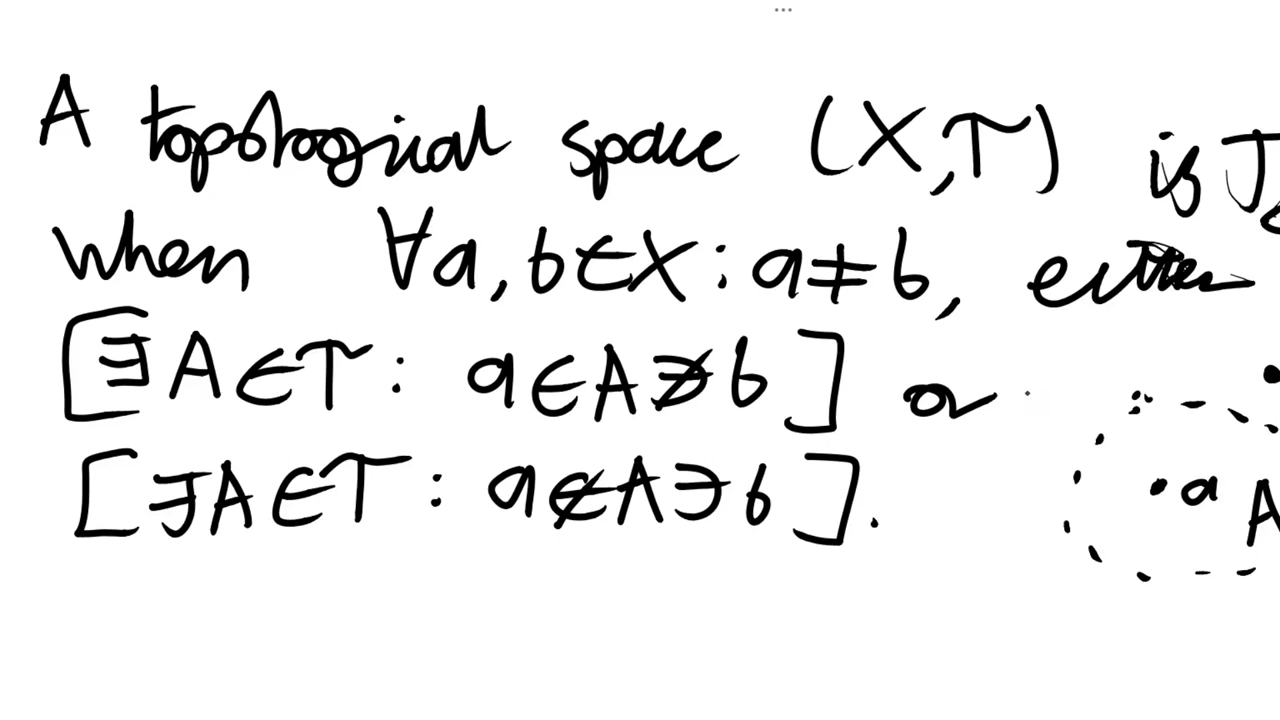 A topological space (X,T) is
when ∀a, b∈X : a≠b, either
[∃A∈T : a∈A∌b] or
[∃A∈T : a∉A∋b].
• a A